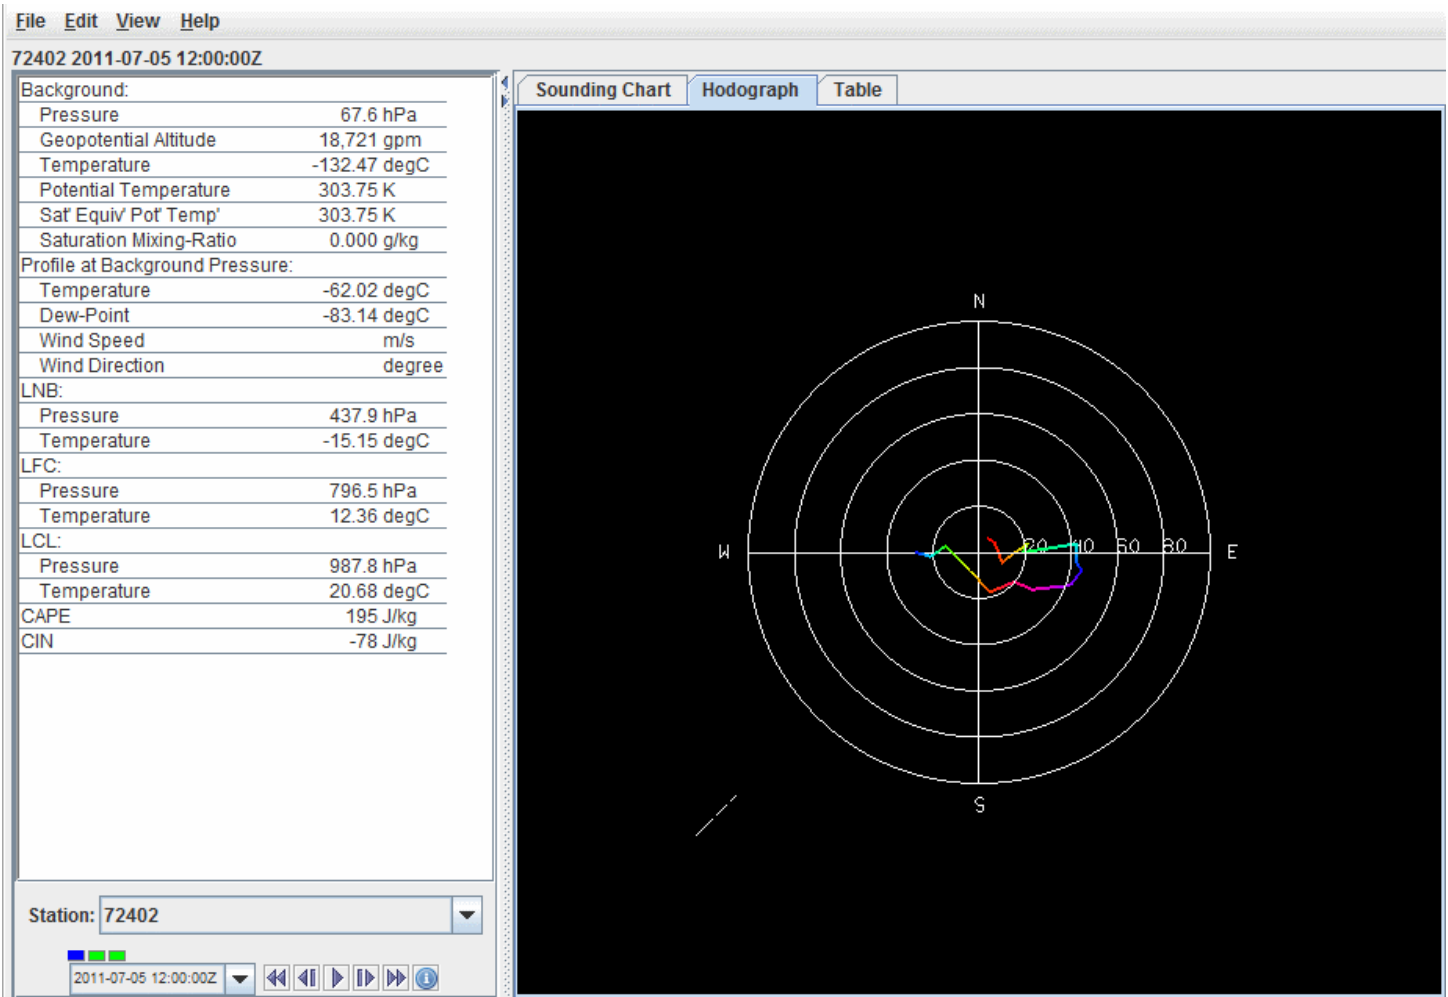 File Edit View Help
72402 2011-07-05 12:00:00Z
Background:
Pressure 67.6 hPa
Geopotential Altitude 18,721 gpm
Temperature -132.47 degC
Potential Temperature 303.75 K
Sat' Equiv' Pot' Temp' 303.75 K
Saturation Mixing-Ratio 0.000 g/kg
Profile at Background Pressure:
Temperature -62.02 degC
Dew-Point -83.14 degC
Wind Speed m/s
Wind Direction degree
LNB:
Pressure 437.9 hPa
Temperature -15.15 degC
LFC:
Pressure 796.5 hPa
Temperature 12.36 degC
LCL:
Pressure 987.8 hPa
Temperature 20.68 degC
CAPE 195 J/kg
CIN -78 J/kg
Station: 72402
2011-07-05 12:00:00Z
Sounding Chart Hodograph Table
N
W 20 40 60 80 E
S